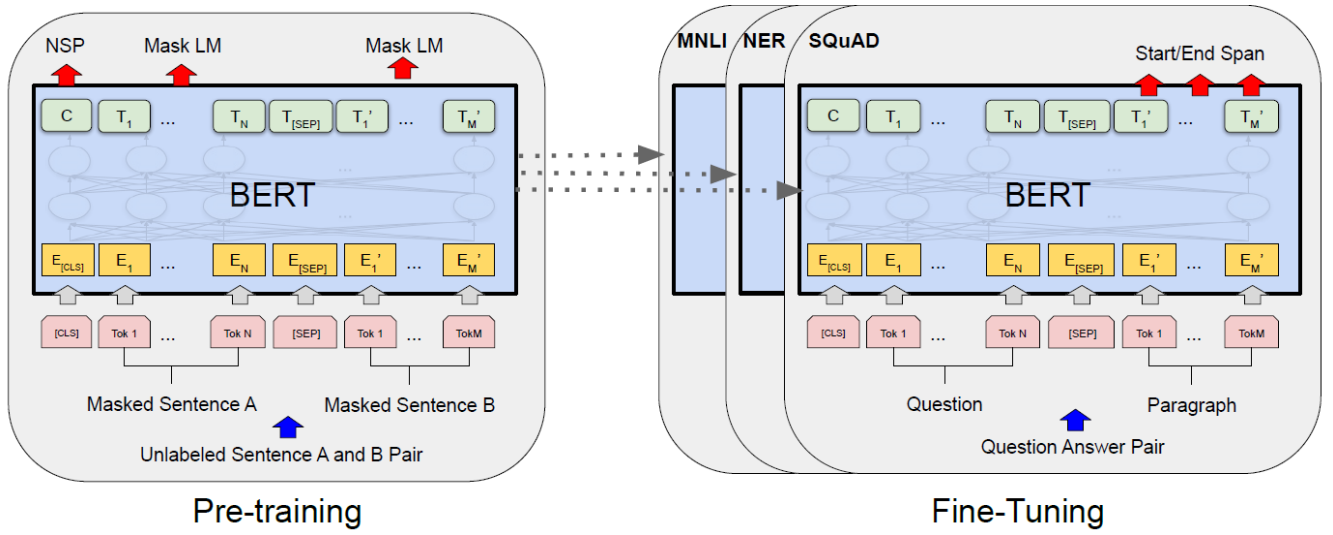 NSP Mask LM Mask LM
C T1 ... TN T[SEP] T1' ... TM'
...
BERT
...
E[CLS] E1 ... EN E[SEP] E1' ... EM'
[CLS] Tok 1 ... Tok N [SEP] Tok 1 ... TokM
Masked Sentence A Masked Sentence B
Unlabeled Sentence A and B Pair
Pre-training
MNLI NER SQuAD
Start/End Span
C T1 ... TN T[SEP] T1' ... TM'
...
BERT
...
E[CLS] E1 ... EN E[SEP] E1' ... EM'
[CLS] Tok 1 ... Tok N [SEP] Tok 1 ... TokM
Question Paragraph
Question Answer Pair
Fine-Tuning